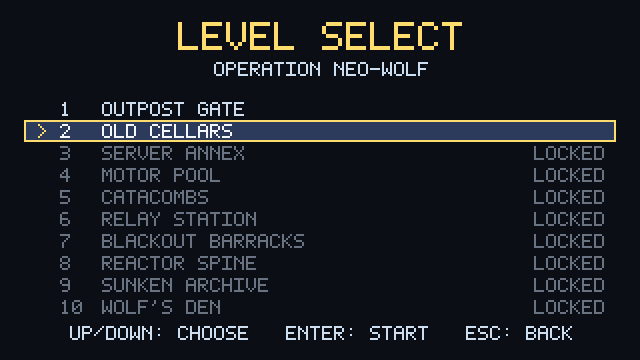 LEVEL SELECT
OPERATION NEO-WOLF
1 OUTPOST GATE
> 2 OLD CELLARS
3 SERVER ANNEX LOCKED
4 MOTOR POOL LOCKED
5 CATACOMBS LOCKED
6 RELAY STATION LOCKED
7 BLACKOUT BARRACKS LOCKED
8 REACTOR SPINE LOCKED
9 SUNKEN ARCHIVE LOCKED
10 WOLF'S DEN LOCKED
UP/DOWN: CHOOSE ENTER: START ESC: BACK